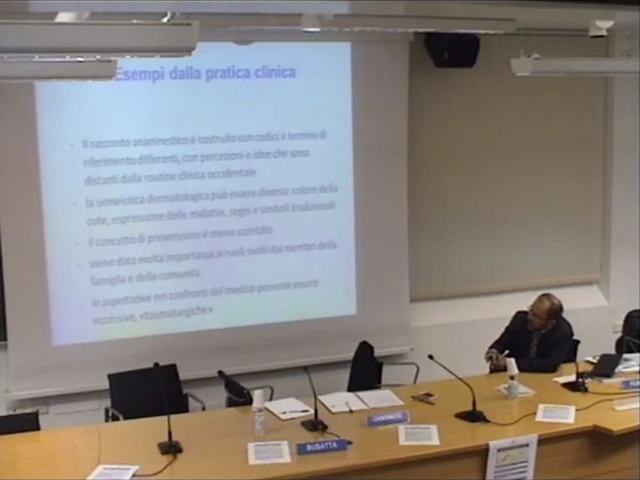 Esempi dalla pratica clinica
- Il racconto anamnestico è costruito con codici e termini di
riferimento differenti, con percezioni e idee che sono
distanti dalla routine clinica occidentale
- la semeiotica dermatologica può essere diversa: colore della
cute, espressione delle malattie, segni e simboli tradizionali
- il concetto di prevenzione è meno scontato
- viene data molta importanza ai ruoli svolti dai membri della
famiglia e della comunità
- le aspettative nei confronti del medico possono essere
eccessive, «taumaturgiche»
BUSATTA